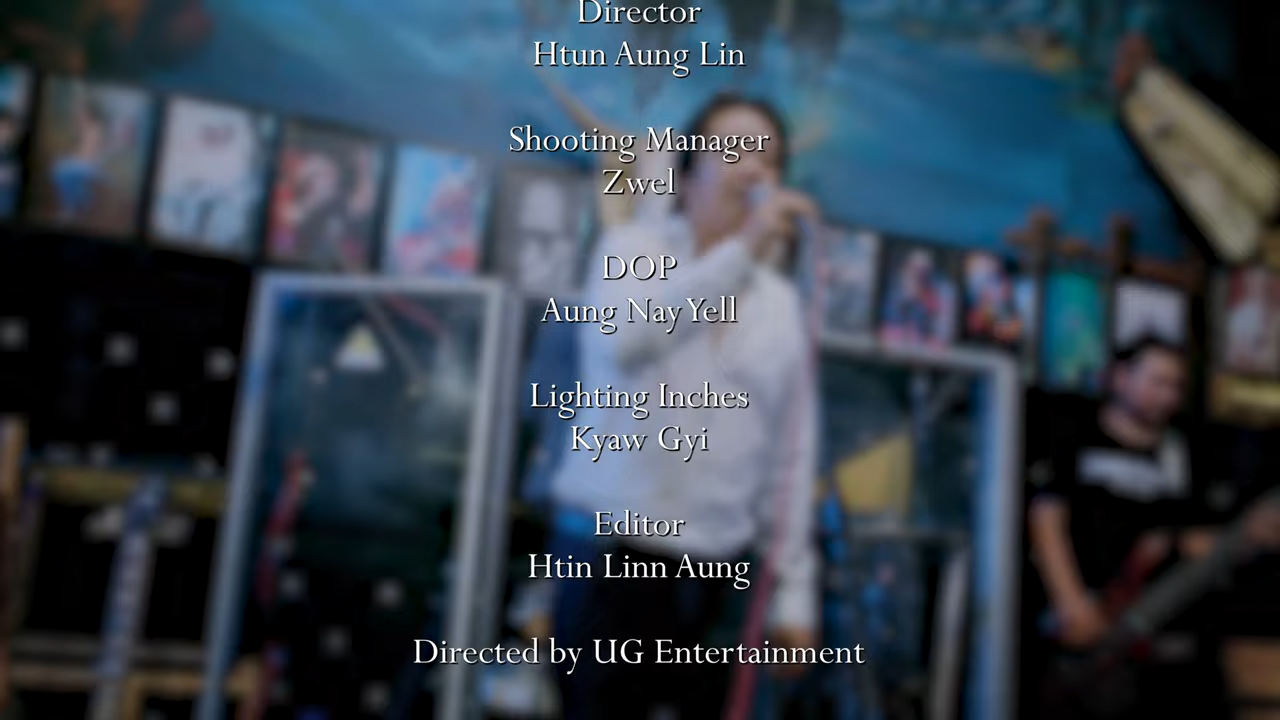 Director
Htun Aung Lin
Shooting Manager
Zwel
DOP
Aung Nay Yell
Lighting Inches
Kyaw Gyi
Editor
Htin Linn Aung
Directed by UG Entertainment